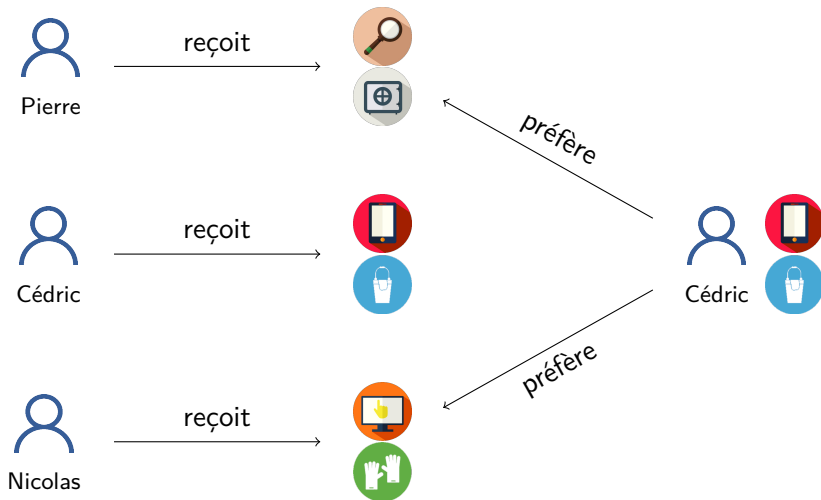 reçoit
Pierre
préfère
reçoit
Cédric
Cédric
préfère
reçoit
Nicolas